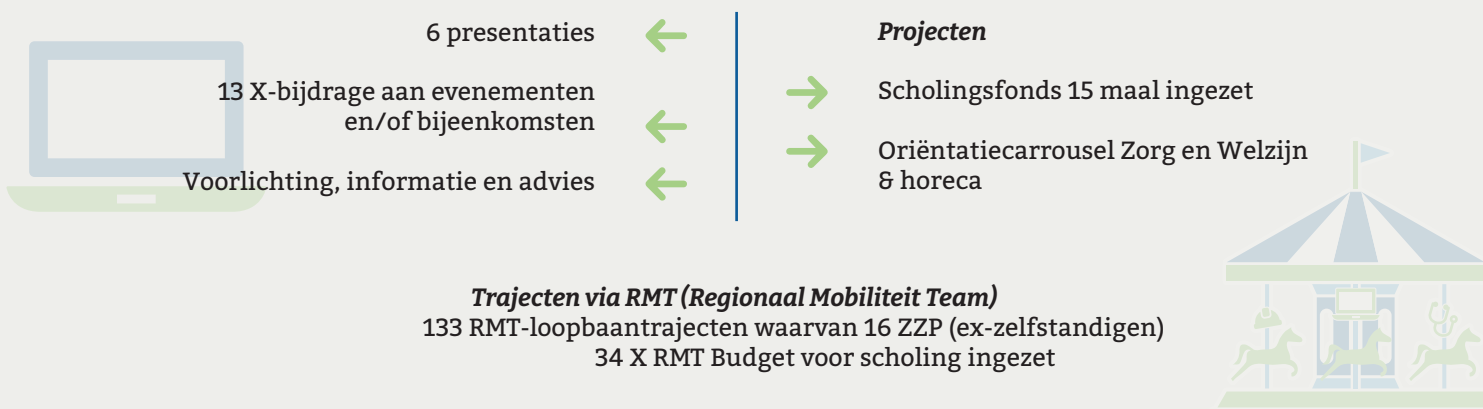 6 presentaties
13 X-bijdrage aan evenementen
en/of bijeenkomsten
Voorlichting, informatie en advies
Projecten
Scholingsfonds 15 maal ingezet
Oriëntatiecarrousel Zorg en Welzijn
& horeca
Trajecten via RMT (Regionaal Mobiliteit Team)
133 RMT-loopbaantrajecten waarvan 16 ZZP (ex-zelfstandigen)
34 X RMT Budget voor scholing ingezet